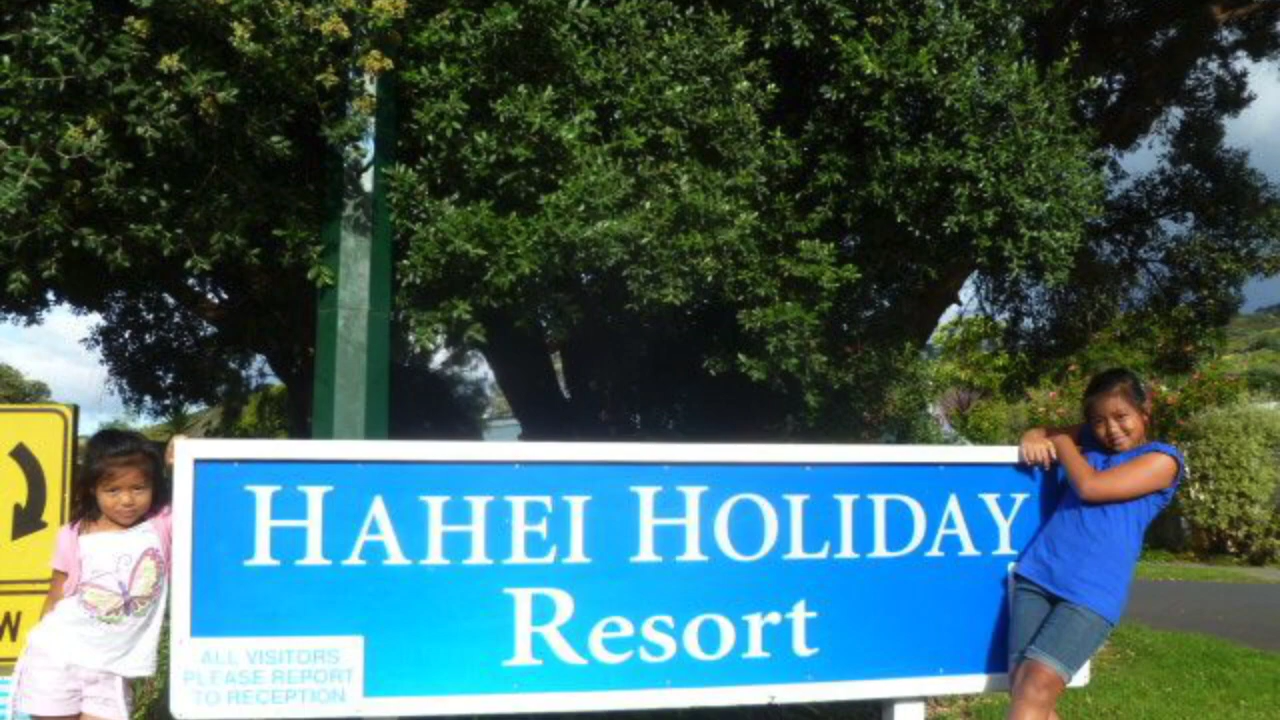 HAHEI HOLIDAY
Resort
ALL VISITORS
PLEASE REPORT
TO RECEPTION